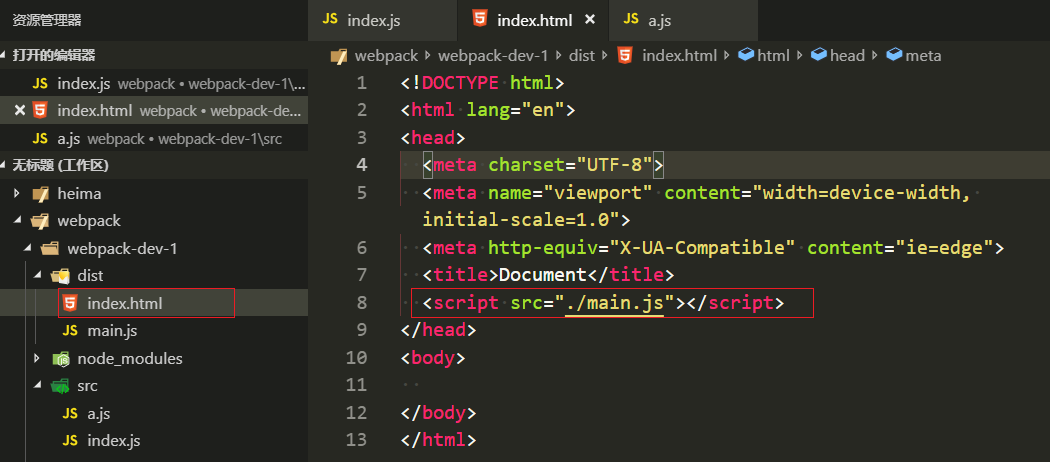 资源管理器
打开的编辑器
JS index.js webpack • webpack-dev-1\...
index.html webpack • webpack-de...
JS a.js webpack • webpack-dev-1\src
无标题 (工作区)
heima
webpack
webpack-dev-1
dist
index.html
JS main.js
node_modules
src
JS a.js
JS index.js
JS index.js index.html × JS a.js
webpack › webpack-dev-1 › dist › index.html › html › head › meta
1 <!DOCTYPE html>
2 <html lang="en">
3 <head>
4 <meta charset="UTF-8">
5 <meta name="viewport" content="width=device-width,
initial-scale=1.0">
6 <meta http-equiv="X-UA-Compatible" content="ie=edge">
7 <title>Document</title>
8 <script src="./main.js"></script>
9 </head>
10 <body>
11
12 </body>
13 </html>